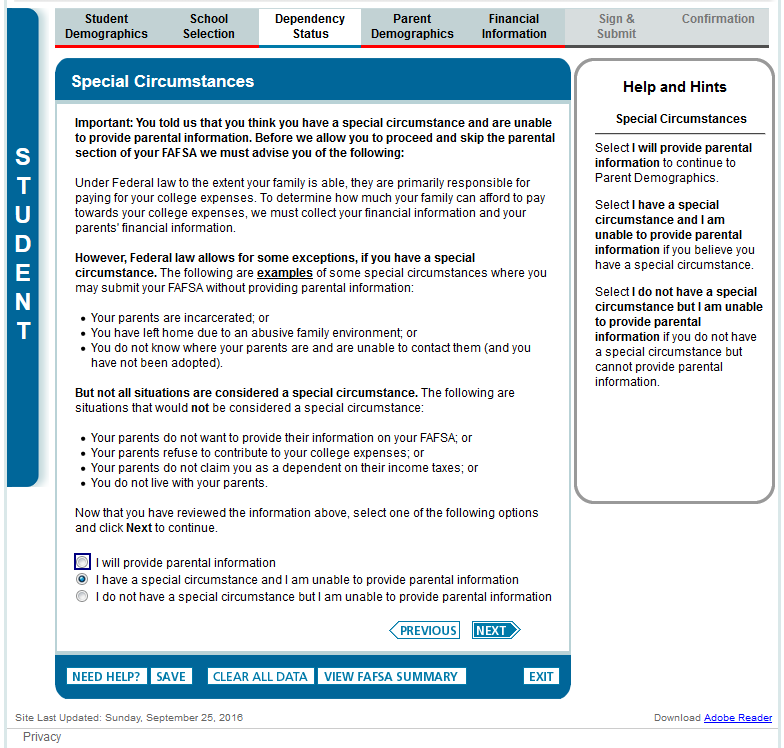 Student Demographics
School Selection
Dependency Status
Parent Demographics
Financial Information
Sign & Submit
Confirmation
STUDENT
Special Circumstances
Important: You told us that you think you have a special circumstance and are unable
to provide parental information. Before we allow you to proceed and skip the parental
section of your FAFSA we must advise you of the following:
Under Federal law to the extent your family is able, they are primarily responsible for
paying for your college expenses. To determine how much your family can afford to pay
towards your college expenses, we must collect your financial information and your
parents' financial information.
However, Federal law allows for some exceptions, if you have a special
circumstance. The following are examples of some special circumstances where you
may submit your FAFSA without providing parental information:
• Your parents are incarcerated; or
• You have left home due to an abusive family environment; or
• You do not know where your parents are and are unable to contact them (and you
have not been adopted).
But not all situations are considered a special circumstance. The following are
situations that would not be considered a special circumstance:
• Your parents do not want to provide their information on your FAFSA; or
• Your parents refuse to contribute to your college expenses; or
• Your parents do not claim you as a dependent on their income taxes; or
• You do not live with your parents.
Now that you have reviewed the information above, select one of the following options
and click Next to continue.
I will provide parental information
I have a special circumstance and I am unable to provide parental information
I do not have a special circumstance but I am unable to provide parental information
PREVIOUS
NEXT
NEED HELP?
SAVE
CLEAR ALL DATA
VIEW FAFSA SUMMARY
EXIT
Help and Hints
Special Circumstances
Select I will provide parental
information to continue to
Parent Demographics.
Select I have a special
circumstance and I am
unable to provide parental
information if you believe you
have a special circumstance.
Select I do not have a special
circumstance but I am unable
to provide parental
information if you do not have
a special circumstance but
cannot provide parental
information.
Site Last Updated: Sunday, September 25, 2016
Download Adobe Reader
Privacy